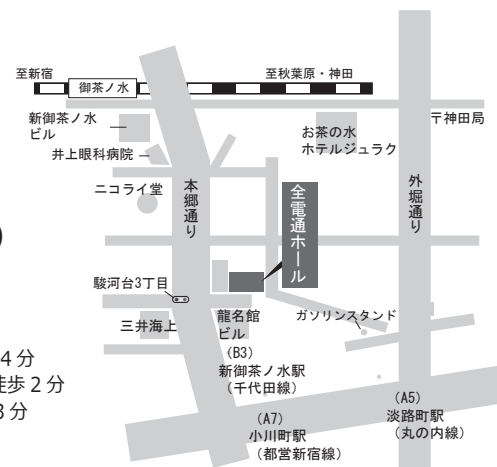 至新宿
至秋葉原・神田
御茶ノ水
新御茶ノ水
ビル
〒神田局
お茶の水
ホテルジュラク
井上眼科病院
ニコライ堂
本郷通り
全電通ホール
外堀通り
)
駿河台3丁目
三井海上
龍名館
ビル
ガソリンスタンド
(B3)
新御茶ノ水駅
(千代田線)
4分
徒歩2分
3分
(A7)
小川町駅
(都営新宿線)
(A5)
淡路町駅
(丸の内線)